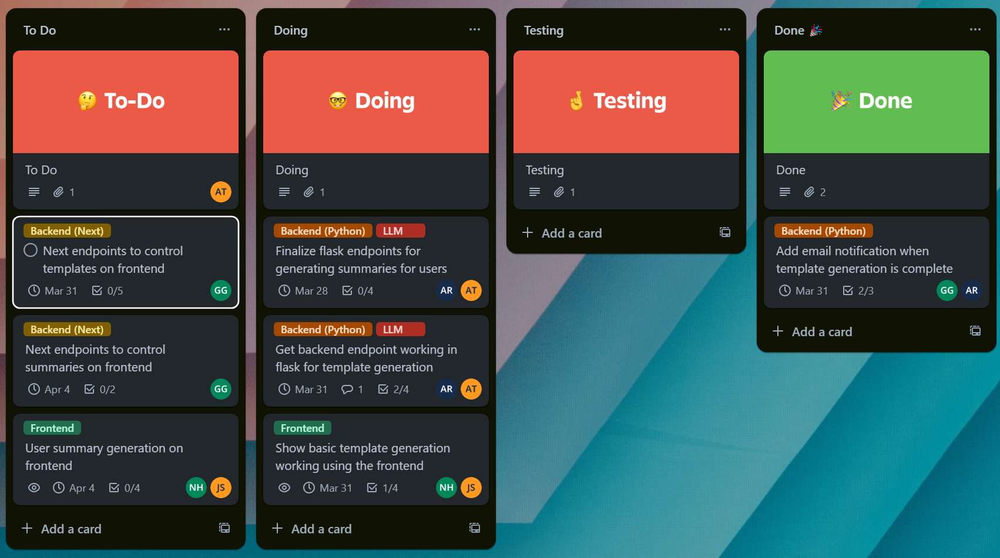 To Do
🤔 To-Do
To Do
1
AT
Backend (Next)
Next endpoints to control
templates on frontend
Mar 31 0/5
GG
Backend (Next)
Next endpoints to control
summaries on frontend
Apr 4 0/2
GG
Frontend
User summary generation on
frontend
Apr 4 0/4
NH JS
+ Add a card
Doing
🤓 Doing
Doing
1
Backend (Python) LLM
Finalize flask endpoints for
generating summaries for users
Mar 28 0/4
AR AT
Backend (Python) LLM
Get backend endpoint working in
flask for template generation
Mar 31 1 2/4
AR AT
Frontend
Show basic template generation
working using the frontend
Mar 31 1/4
NH JS
+ Add a card
Testing
🤞 Testing
Testing
1
+ Add a card
Done 🎉
🎉 Done
Done
2
Backend (Python)
Add email notification when
template generation is complete
Mar 31 2/3
GG AR
+ Add a card